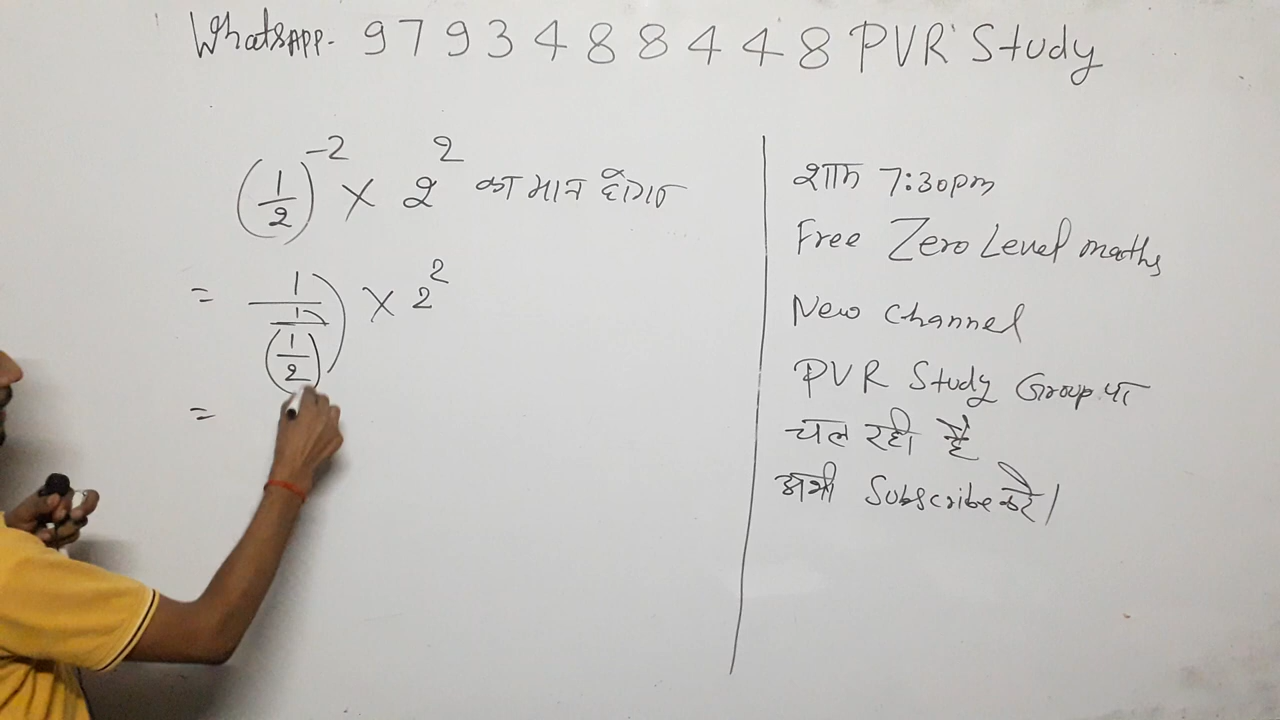 WhatsAPP- 9793488448 PVR Study
(1/2)^-2 × 2^2 का मान होगा
= 1/(1/(1/2)) × 2^2
=
शाम 7:30pm
Free Zero Level maths
New Channel
PVR Study Group पर
चल रही है
अभी Subscribe करें।